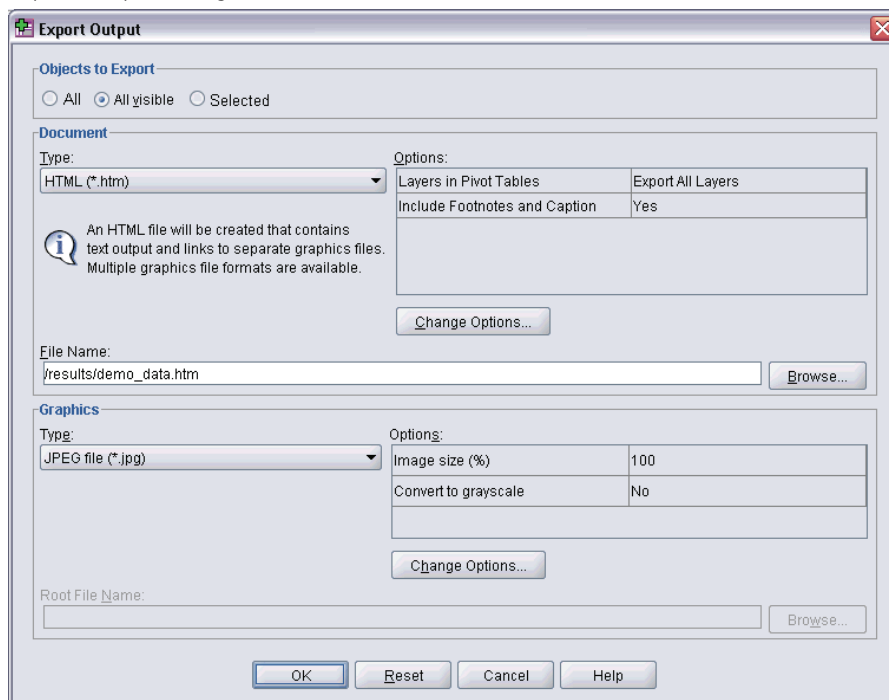 Export Output
Objects to Export
All All visible Selected
Document
Type:
HTML (*.htm)
An HTML file will be created that contains
text output and links to separate graphics files.
Multiple graphics file formats are available.
Options:
Layers in Pivot Tables Export All Layers
Include Footnotes and Caption Yes
Change Options...
File Name:
/results/demo_data.htm
Browse...
Graphics
Type:
JPEG file (*.jpg)
Options:
Image size (%) 100
Convert to grayscale No
Change Options...
Root File Name:
Browse...
OK Reset Cancel Help